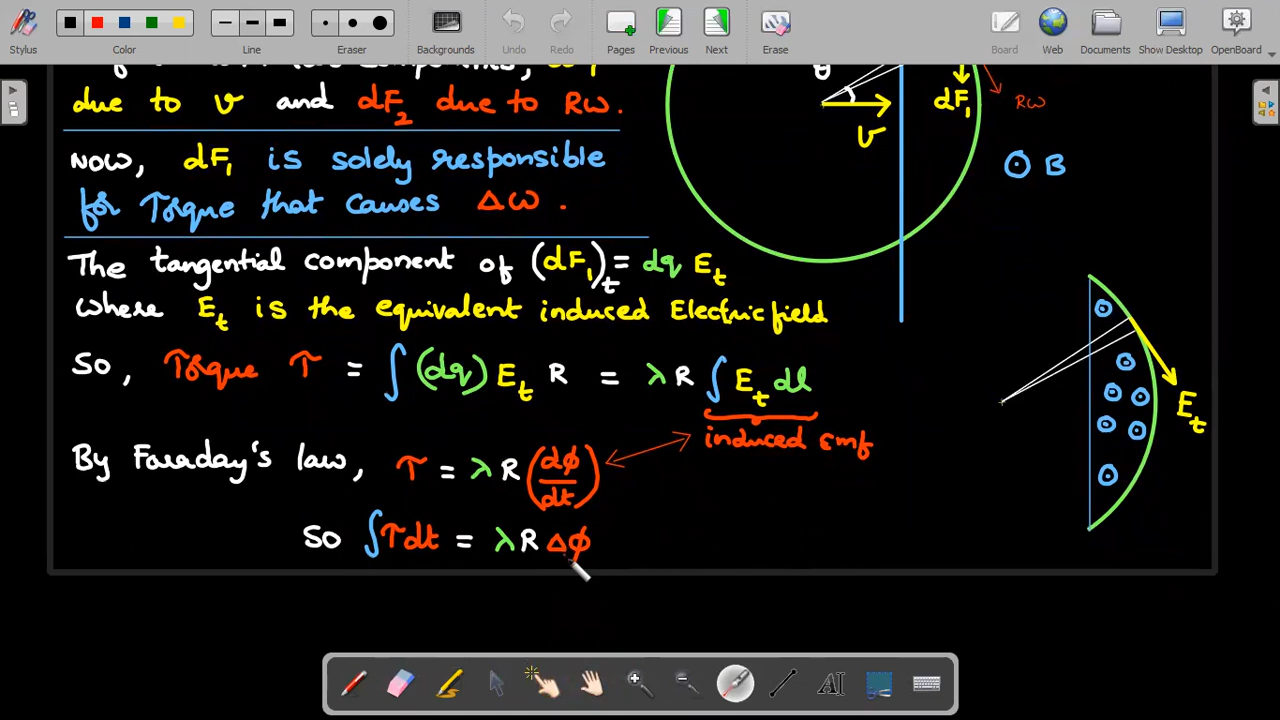 Stylus
Color
Line
Eraser
Backgrounds
Undo
Redo
Pages
Previous
Next
Erase
Board
Web
Documents
Show Desktop
OpenBoard
due to v and dF₂ due to Rω.
NOW, dF₁ is solely responsible
for Torque that causes Δω.
The tangential component of (dF₁)ₜ = dq Eₜ
where Eₜ is the equivalent induced Electric field
So, Torque τ = ∫(dq) Eₜ R = λR ∫Eₜ dl
induced emf
By Faraday's law, τ = λR (dϕ/dt)
So ∫τdt = λR Δϕ
θ
v
dF₁
Rω
⊙ B
Eₜ